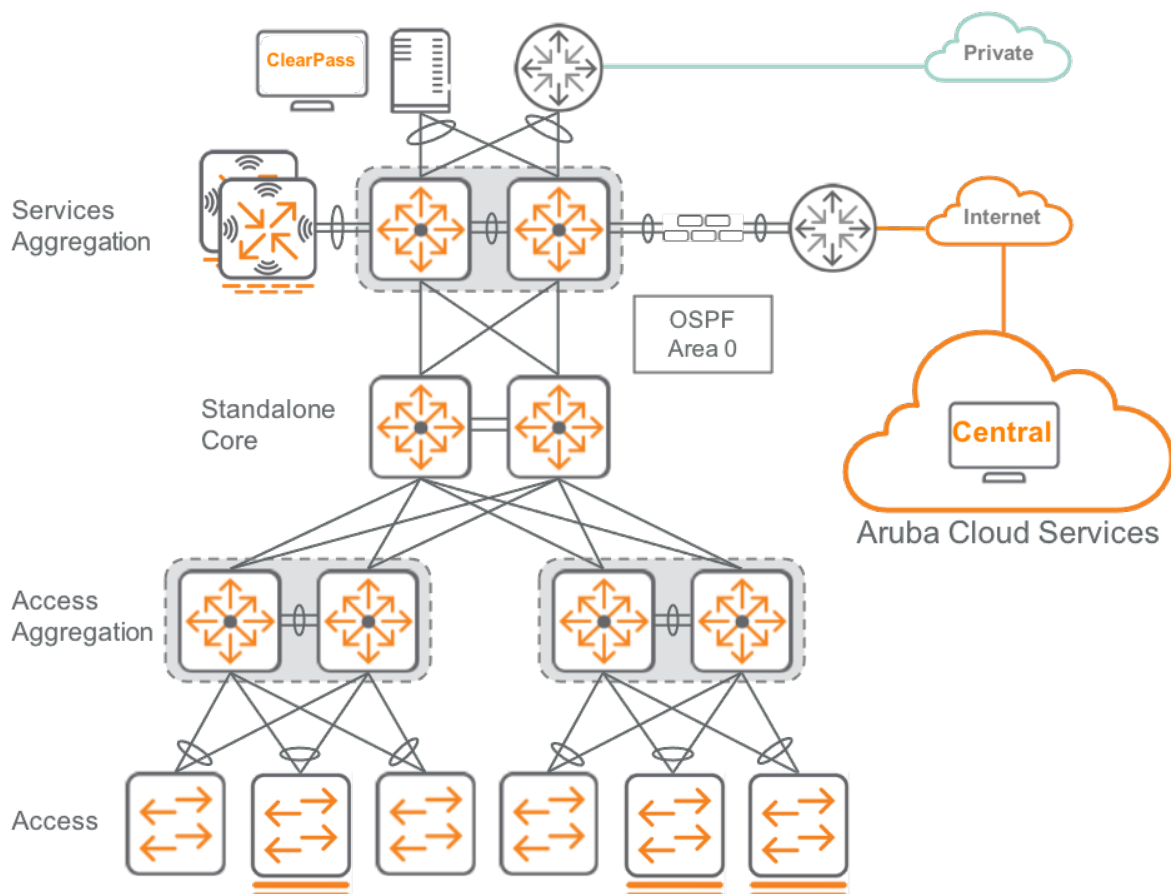 ClearPass
Private
Services
Aggregation
Internet
OSPF
Area 0
Standalone
Core
Central
Aruba Cloud Services
Access
Aggregation
Access